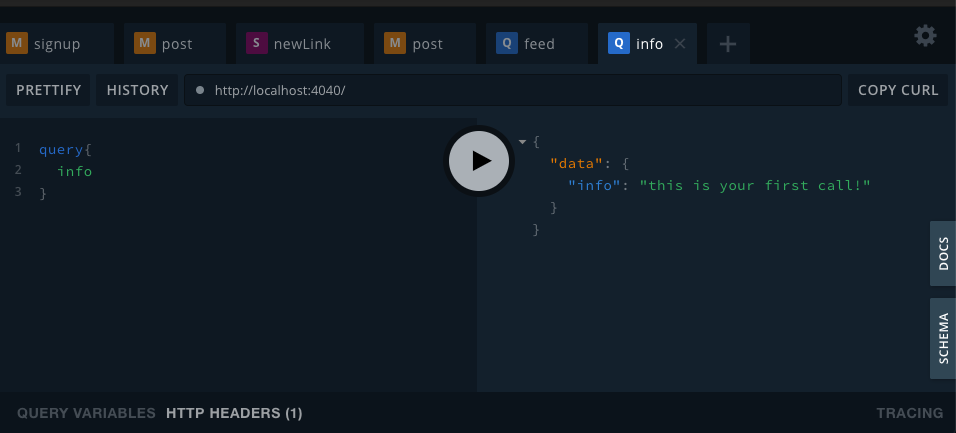 M signup M post S newLink M post Q feed Q info × +
PRETTIFY HISTORY http://localhost:4040/ COPY CURL
1 query{
2 info
3 }
{
"data": {
"info": "this is your first call!"
}
}
DOCS
SCHEMA
QUERY VARIABLES HTTP HEADERS (1) TRACING